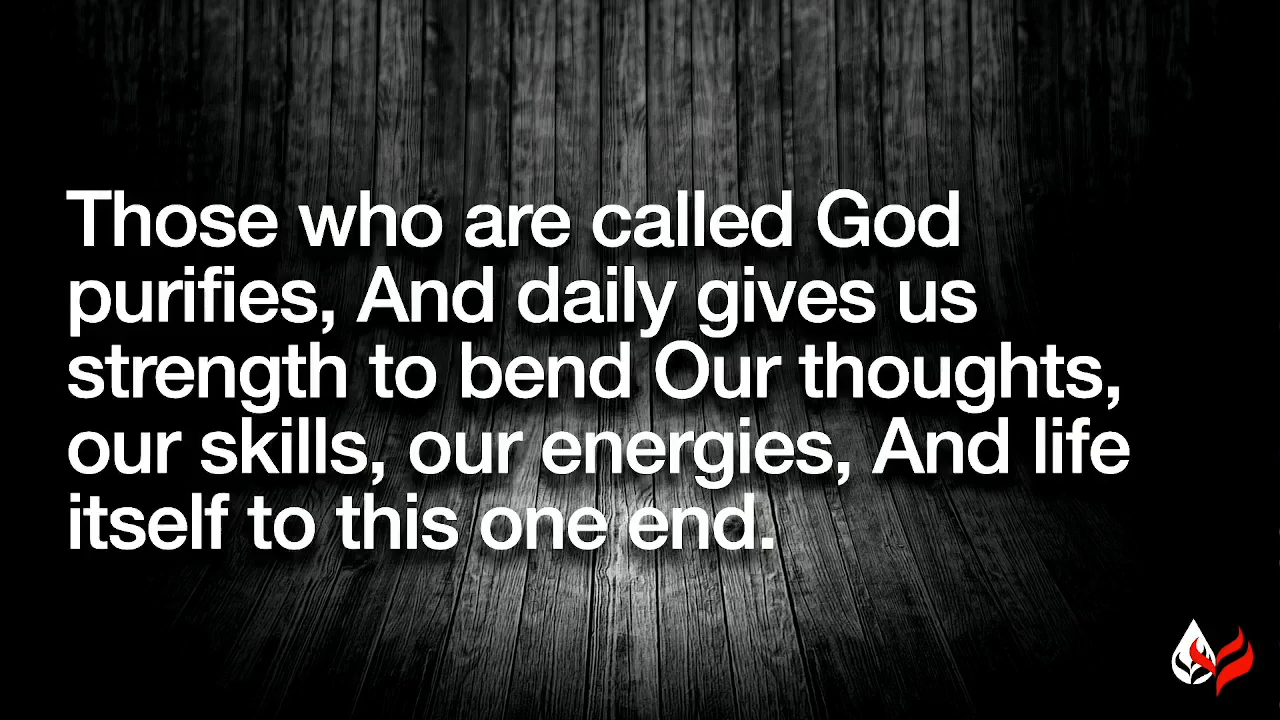 Those who are called God
purifies, And daily gives us
strength to bend Our thoughts,
our skills, our energies, And life
itself to this one end.